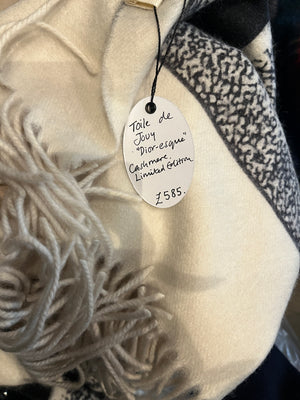 Toile de
Jouy
"Dior-esque"
Cashmere.
Limited Edition
£585.